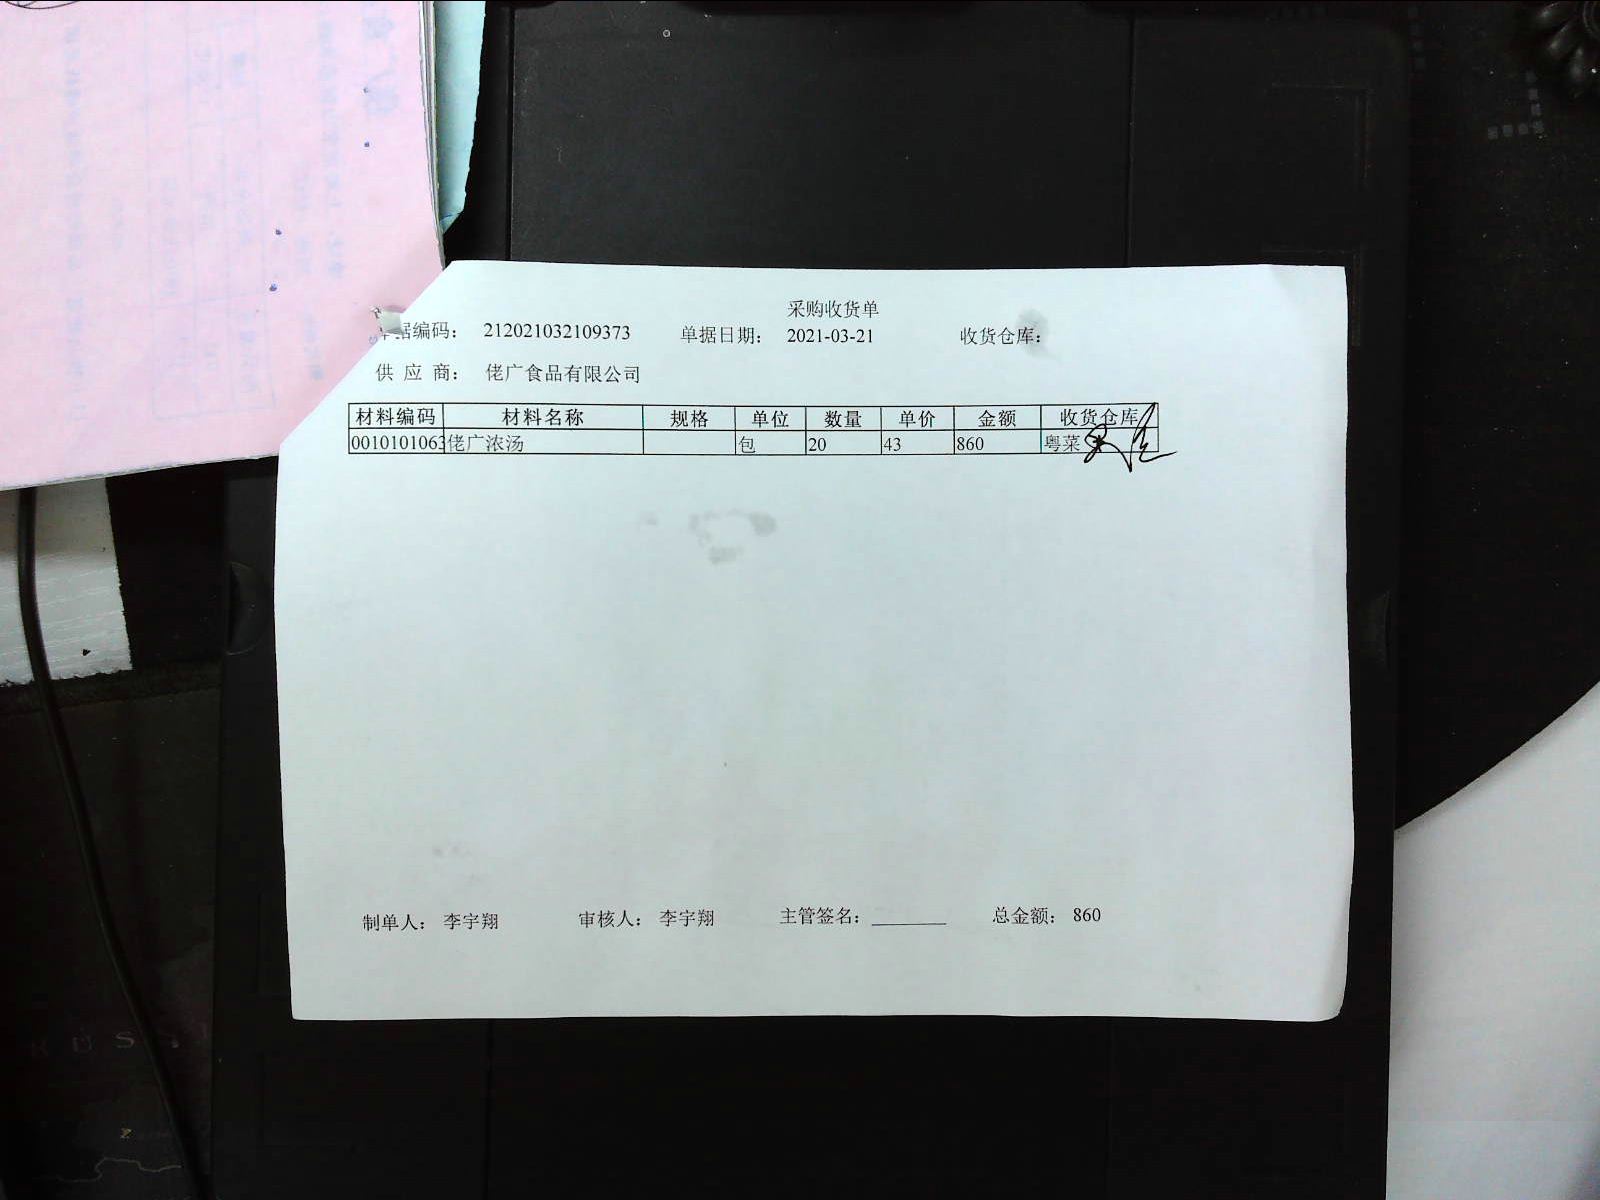 采购收货单
单据编码： 212021032109373 单据日期： 2021-03-21 收货仓库：
供 应 商： 佬广食品有限公司
材料编码 材料名称 规格 单位 数量 单价 金额 收货仓库
0010101063 佬广浓汤 包 20 43 860 粤菜
制单人： 李宇翔 审核人： 李宇翔 主管签名： 总金额： 860